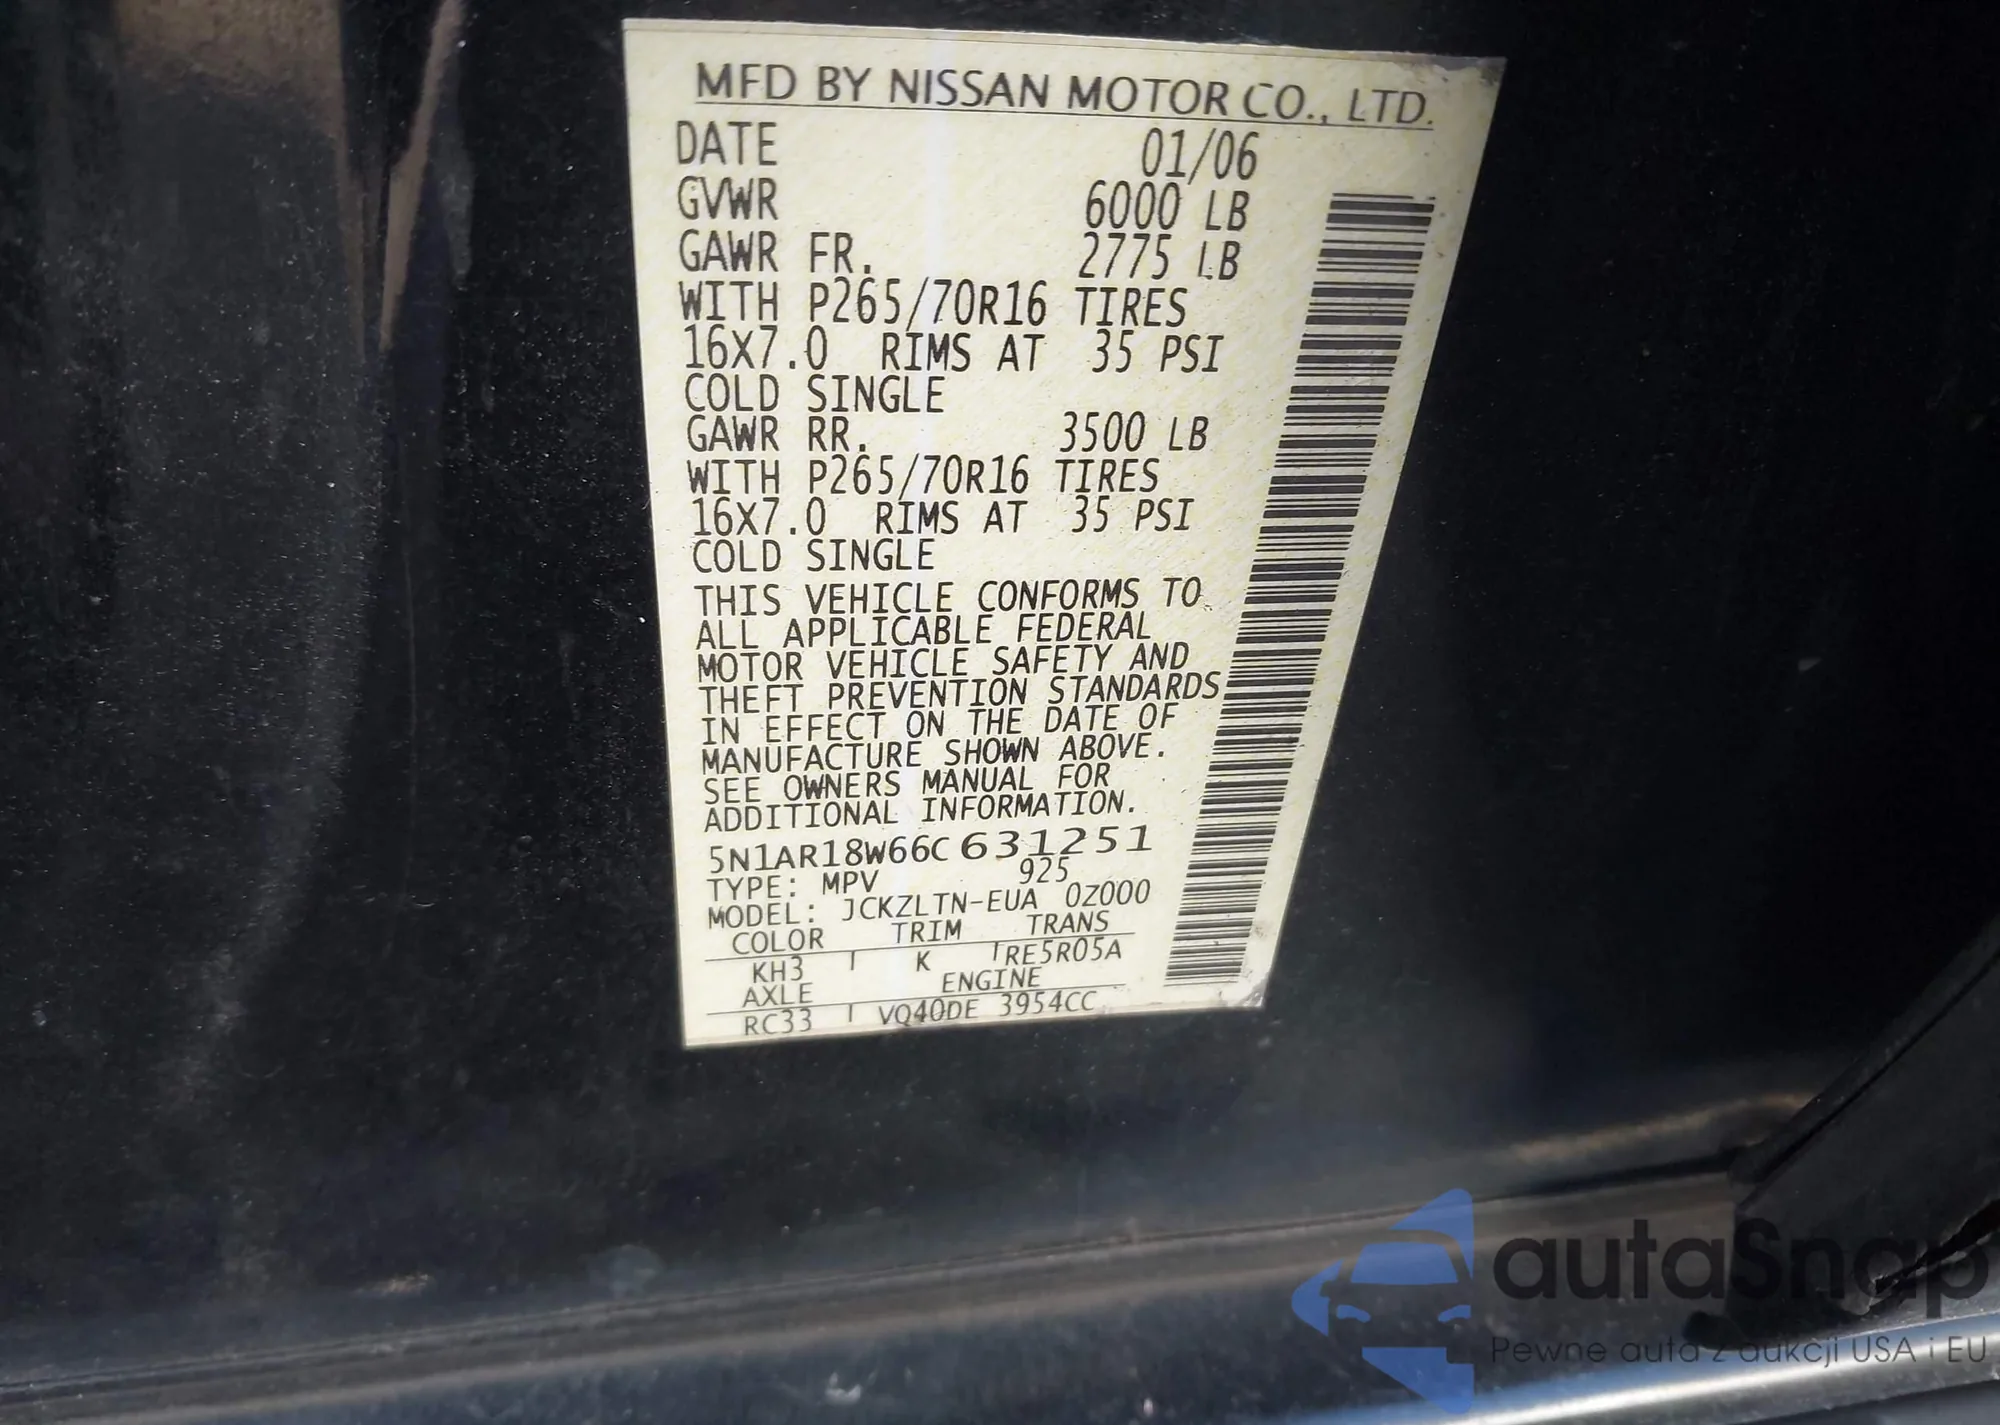 MFD BY NISSAN MOTOR CO., LTD.
DATE 01/06
GVWR 6000 LB
GAWR FR. 2775 LB
WITH P265/70R16 TIRES
16X7.0 RIMS AT 35 PSI
COLD SINGLE
GAWR RR. 3500 LB
WITH P265/70R16 TIRES
16X7.0 RIMS AT 35 PSI
COLD SINGLE
THIS VEHICLE CONFORMS TO
ALL APPLICABLE FEDERAL
MOTOR VEHICLE SAFETY AND
THEFT PREVENTION STANDARDS
IN EFFECT ON THE DATE OF
MANUFACTURE SHOWN ABOVE.
SEE OWNERS MANUAL FOR
ADDITIONAL INFORMATION.
5N1AR18W66C631251
TYPE: MPV 925
MODEL: JCKZLTN-EUA 0Z000
COLOR TRIM TRANS
KH3 K RE5R05A
AXLE ENGINE
RC33 VQ40DE 3954CC
autaSnap
Pewne auta z aukcji USA i EU